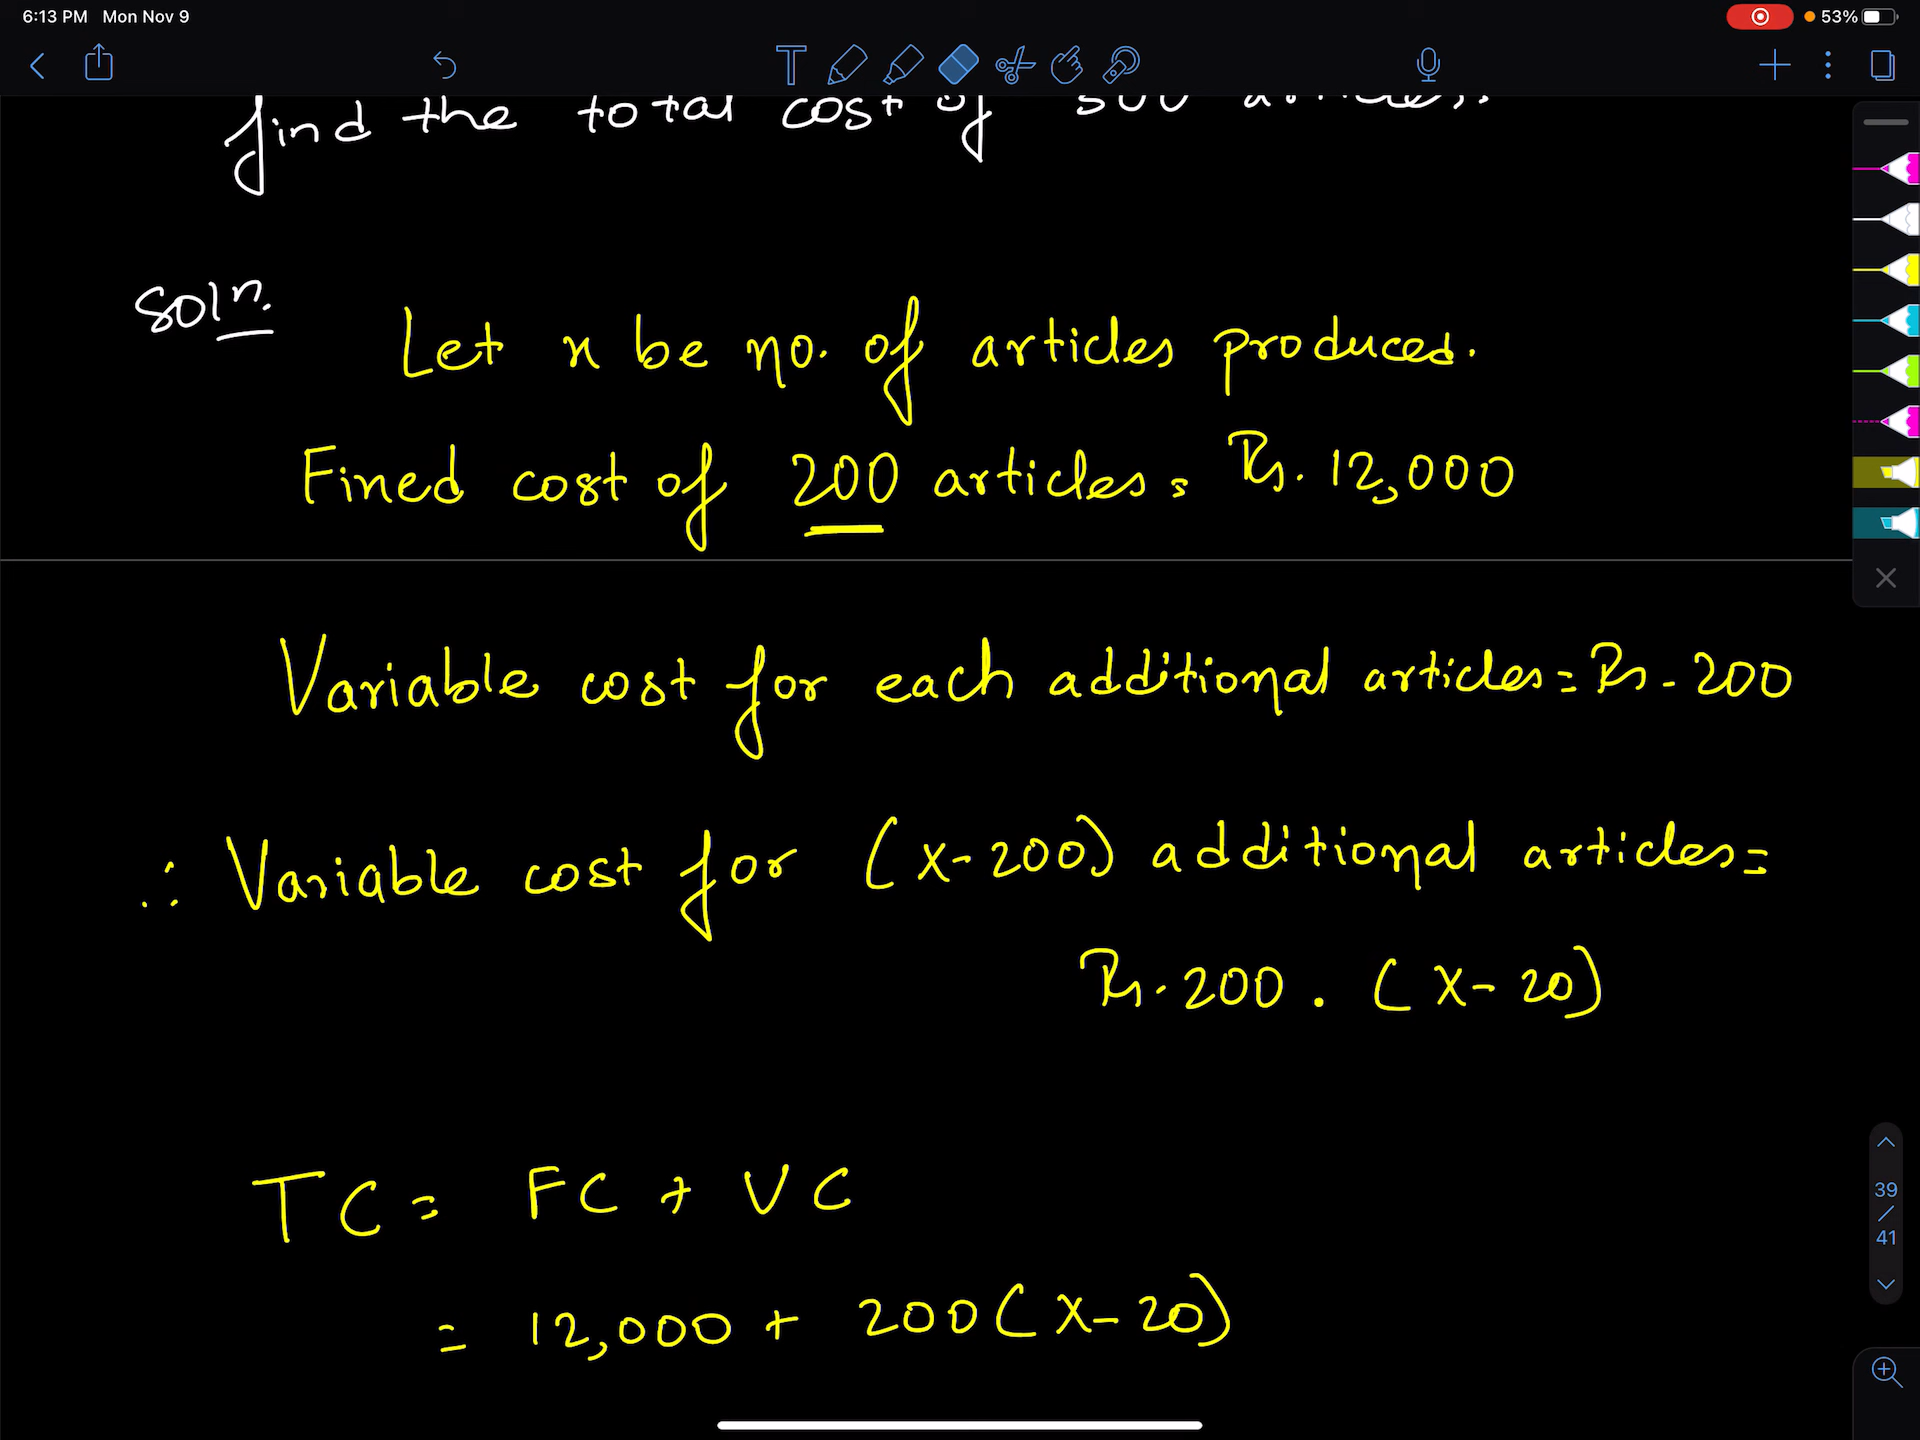 6:13 PM Mon Nov 9
53%
find the total cost of 500
Soln.
Let x be no. of articles produced.
Fixed cost of 200 articles = Rs. 12,000
Variable cost for each additional articles = Rs. 200
∴ Variable cost for (x-200) additional articles =
Rs. 200 . (x-20)
TC = FC + VC
= 12,000 + 200(x-20)
39
/
41